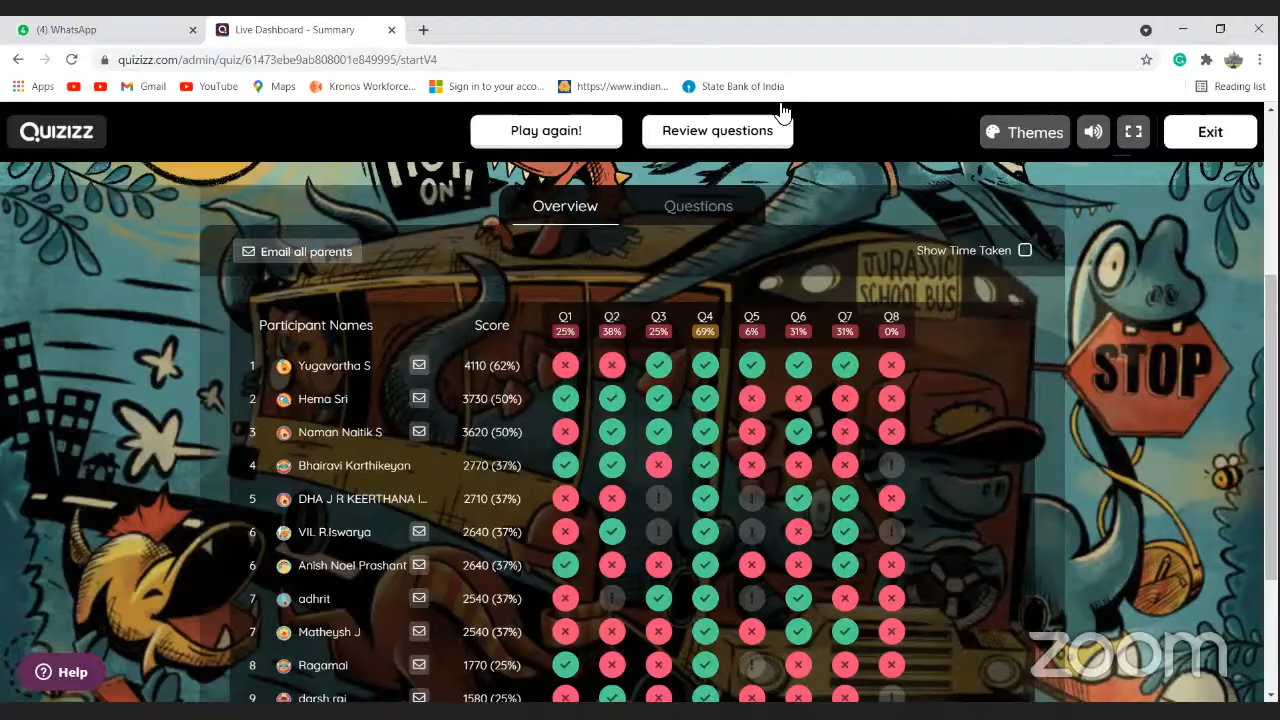 (4) WhatsApp
Live Dashboard - Summary
quizizz.com/admin/quiz/61473ebe9ab808001e849995/startV4
Apps Gmail YouTube Maps Kronos Workforce... Sign in to your acco... https://www.indian... State Bank of India Reading list
QUIZIZZ Play again! Review questions Themes Exit
HOP
ON!
Overview Questions
Email all parents Show Time Taken
JURASSIC
SCHOOL BUS
STOP
Participant Names Score Q1 Q2 Q3 Q4 Q5 Q6 Q7 Q8
25% 38% 25% 69% 6% 31% 31% 0%
1 Yugavartha S 4110 (62%)
2 Hema Sri 3730 (50%)
3 Naman Naitik S 3620 (50%)
4 Bhairavi Karthikeyan 2770 (37%)
5 DHA J R KEERTHANA I... 2710 (37%)
6 VIL R.Iswarya 2640 (37%)
6 Anish Noel Prashant 2640 (37%)
7 adhrit 2540 (37%)
7 Matheysh J 2540 (37%)
8 Ragamai 1770 (25%)
9 darsh raj 1580 (25%)
Help
zoom